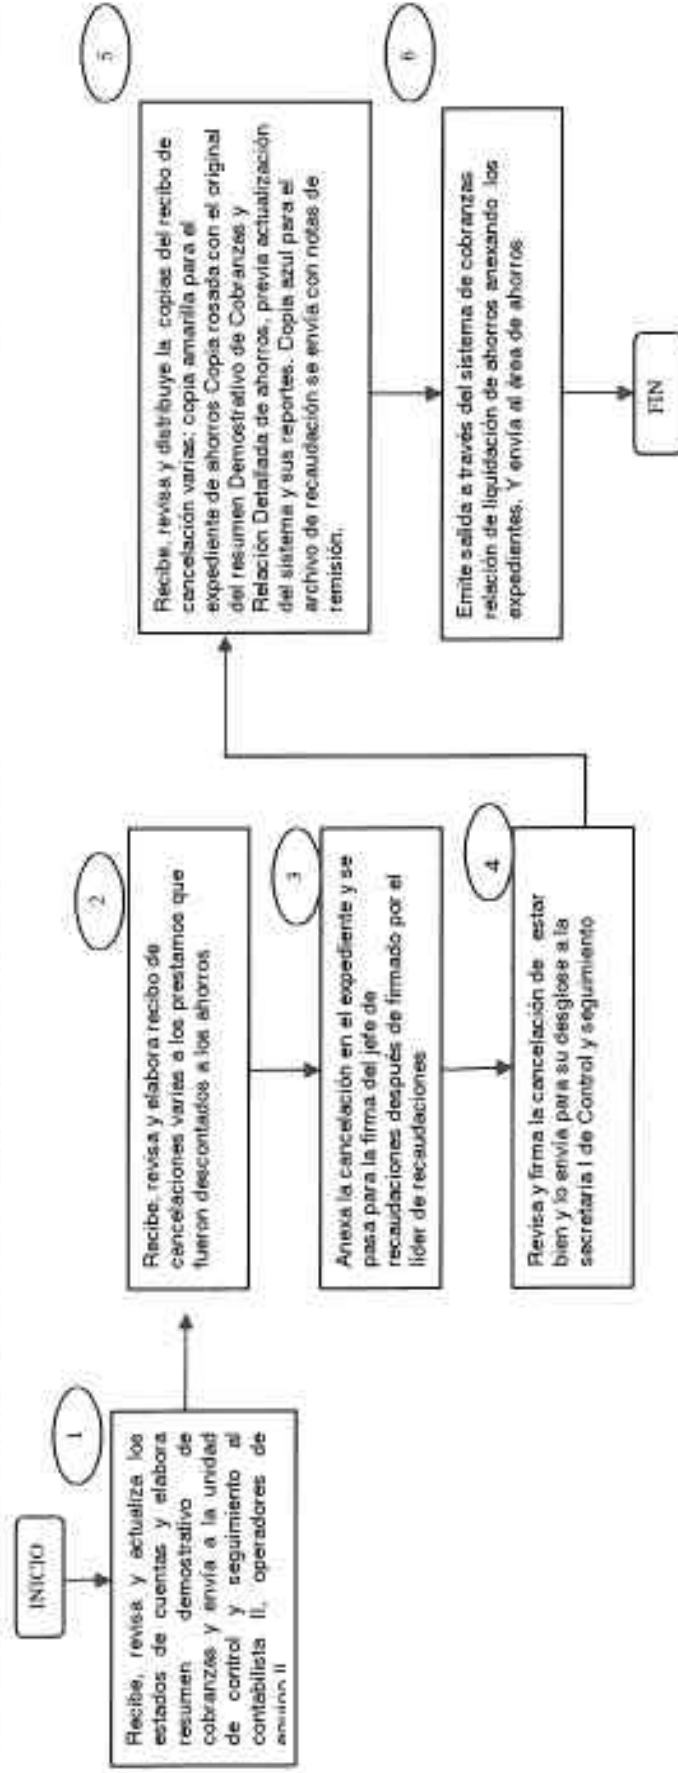 INICIO
1
Recibe, revisa y actualiza los
estados de cuentas y elabora
resumen demostrativo de
cobranzas y envía a la unidad
de control y seguimiento al
contabilista II, operadores de
equipo II
2
Recibe, revisa y elabora recibo de
cancelaciones varias a los prestamos que
fueron descontados a los ahorros
3
Anexa la cancelación en el expediente y se
pasa para la firma del jefe de
recaudaciones después de firmado por el
líder de recaudaciones
4
Revisa y firma la cancelación de estar
bien y lo envía para su desglose a la
secretaria I de Control y seguimiento
5
Recibe, revisa y distribuye la copias del recibo de
cancelación varias; copia amarilla para el
expediente de ahorros Copia rosada con el original
del resumen Demostrativo de Cobranzas y
Relación Detallada de ahorros, previa actualización
del sistema y sus reportes. Copia azul para el
archivo de recaudación se envía con notas de
remisión.
6
Emite salida a través del sistema de cobranzas
relación de liquidación de ahorros anexando los
expedientes. Y envía al área de ahorros
FIN